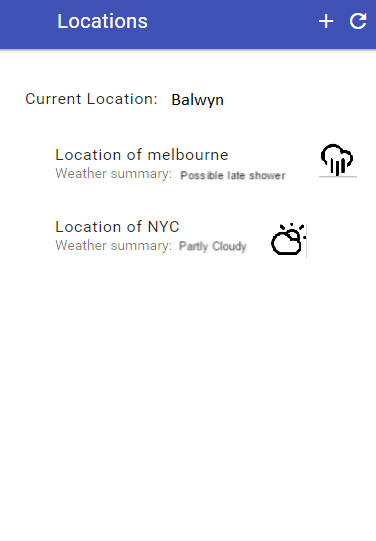 Locations
Current Location: Balwyn
Location of melbourne
Weather summary: Possible late shower
Location of NYC
Weather summary: Partly Cloudy